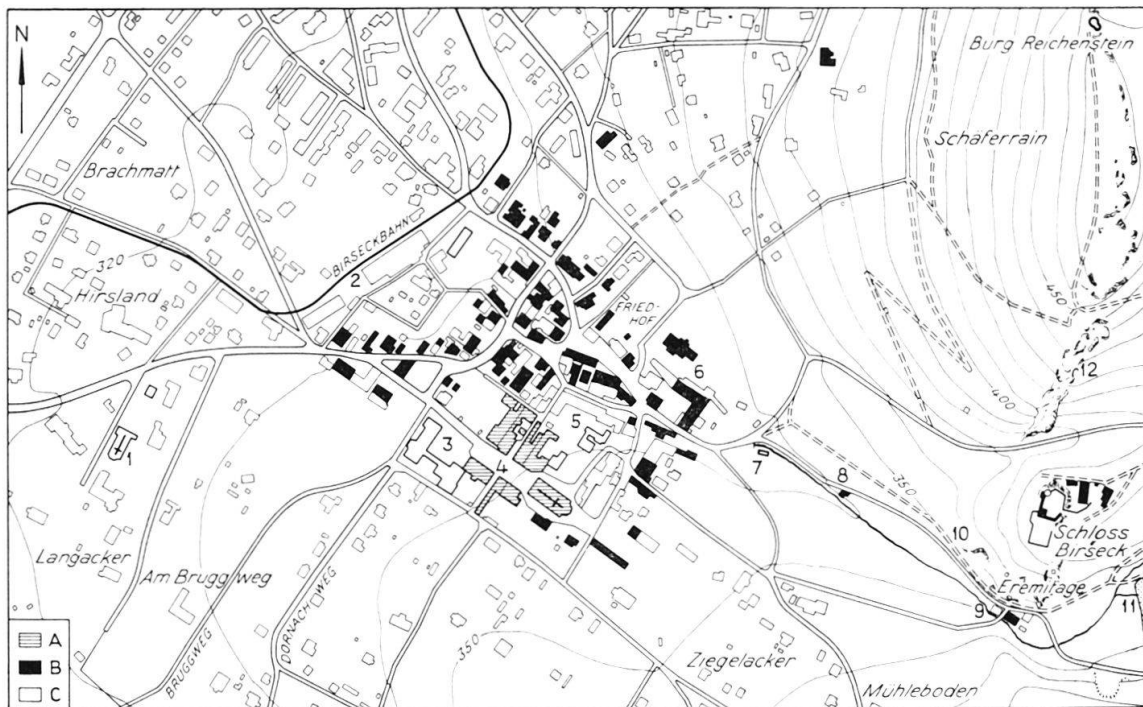 N
Burg Reichenstein
Schäferrain
Brachmatt
BIRSECKBAHN
2
320
Hirsland
450
FRIED-
HOF
12
6
400
5
3
4
1
7
8
350
10
Schloss
Birseck
Langacker
Am Bruggweg
Eremitage
9
11
DORNACHWEG
BRUGGWEG
350
Ziegelacker
Mühleboden
A
B
C